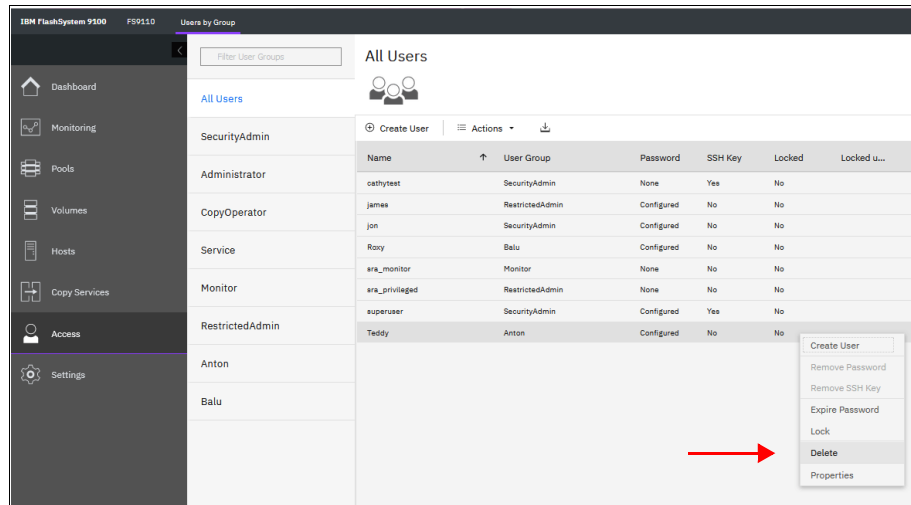 IBM FlashSystem 9100 FS9110 Users by Group
Dashboard
Monitoring
Pools
Volumes
Hosts
Copy Services
Access
Settings
Filter User Groups
All Users
SecurityAdmin
Administrator
CopyOperator
Service
Monitor
RestrictedAdmin
Anton
Balu
All Users
Create User Actions
Name User Group Password SSH Key Locked Locked u...
cathytest SecurityAdmin None Yes No
james RestrictedAdmin Configured No No
jon SecurityAdmin Configured No No
Roxy Balu Configured No No
sra_monitor Monitor None No No
sra_privileged RestrictedAdmin None No No
superuser SecurityAdmin Configured Yes No
Teddy Anton Configured No No
Create User
Remove Password
Remove SSH Key
Expire Password
Lock
Delete
Properties